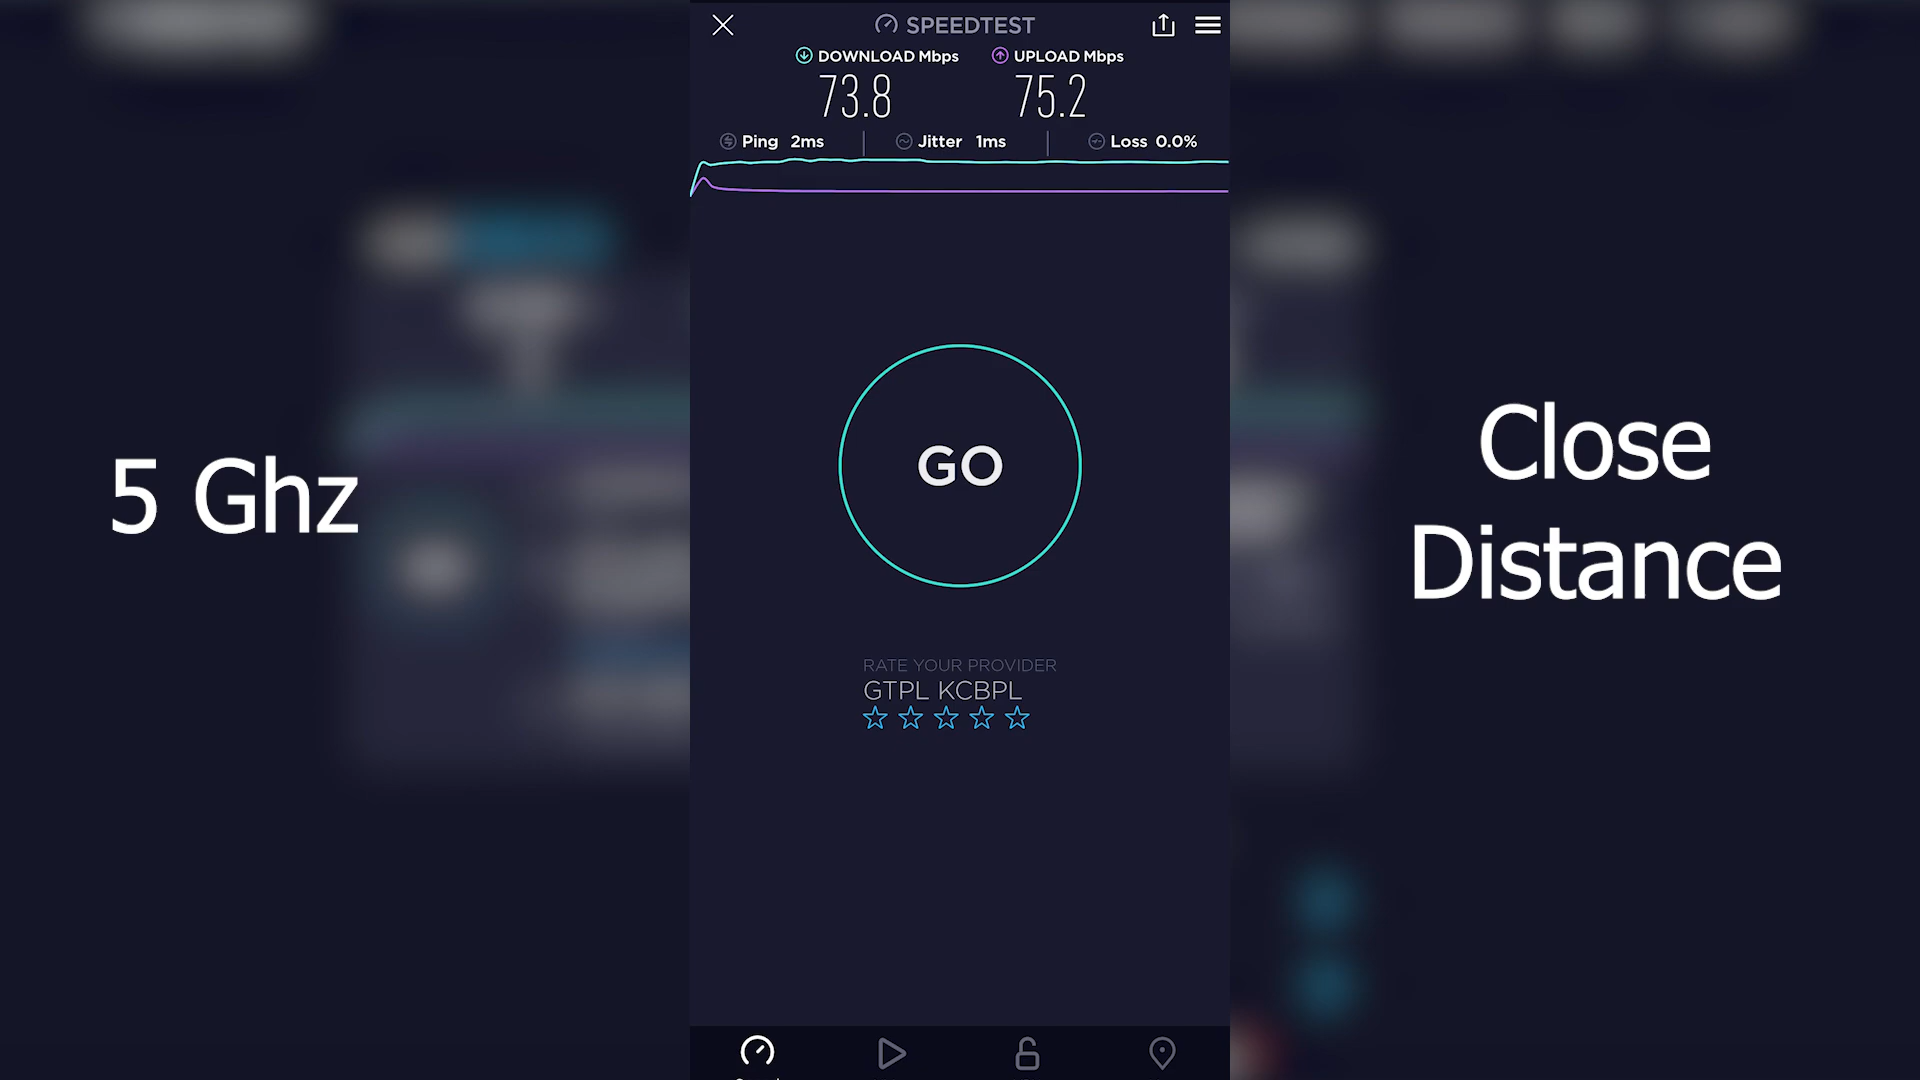 SPEEDTEST
DOWNLOAD Mbps UPLOAD Mbps
73.8 75.2
Ping 2ms Jitter 1ms Loss 0.0%
5 Ghz
GO
Close
Distance
RATE YOUR PROVIDER
GTPL KCBPL